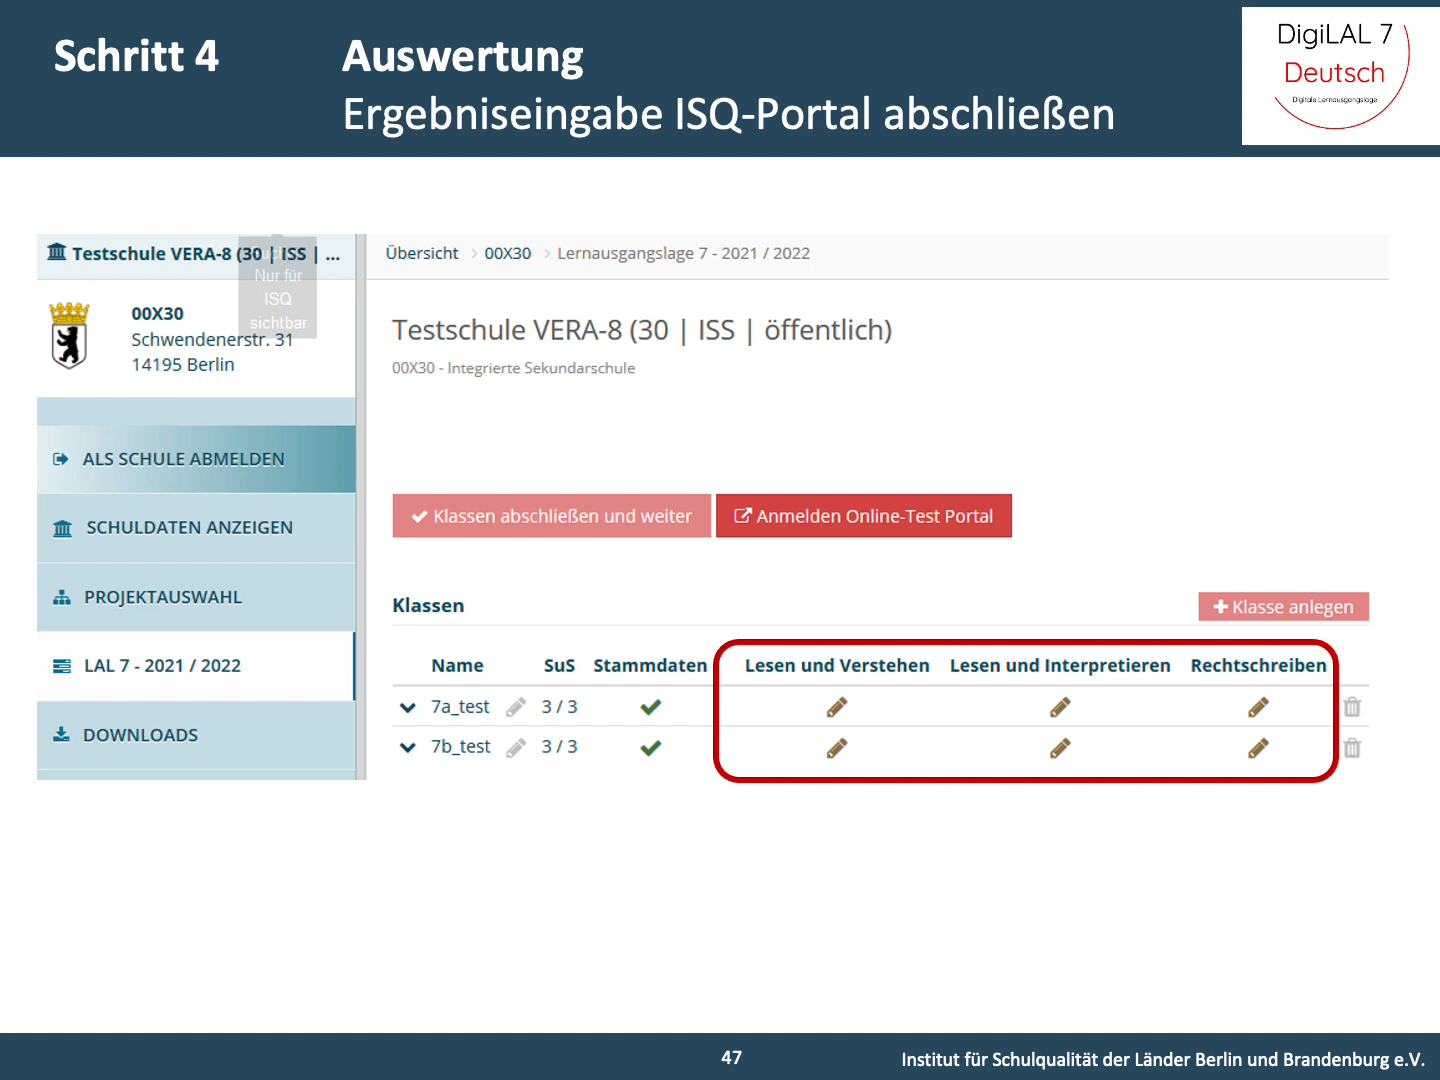 Schritt 4
Auswertung
Ergebniseingabe ISQ-Portal abschließen
DigiLAL 7
Deutsch
Digitale Lernausgangslage
Testschule VERA-8 (30 | ISS | ...
Nur für
ISQ
sichtbar
00X30
Schwendenerstr. 31
14195 Berlin
ALS SCHULE ABMELDEN
SCHULDATEN ANZEIGEN
PROJEKTAUSWAHL
LAL 7 - 2021 / 2022
DOWNLOADS
Übersicht > 00X30 > Lernausgangslage 7 - 2021 / 2022
Testschule VERA-8 (30 | ISS | öffentlich)
00X30 - Integrierte Sekundarschule
Klassen abschließen und weiter
Anmelden Online-Test Portal
Klassen
Klasse anlegen
Name SuS Stammdaten Lesen und Verstehen Lesen und Interpretieren Rechtschreiben
7a_test 3 / 3
7b_test 3 / 3
47
Institut für Schulqualität der Länder Berlin und Brandenburg e.V.